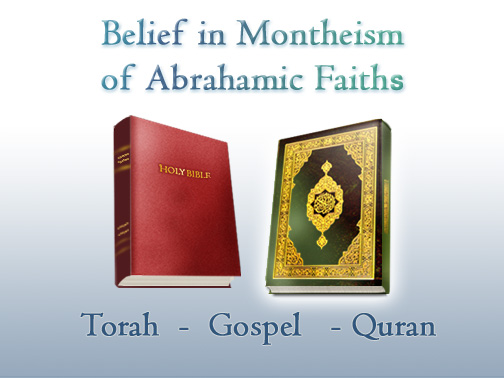 Belief in Montheism
of Abrahamic Faiths
HOLY BIBLE
Torah - Gospel - Quran